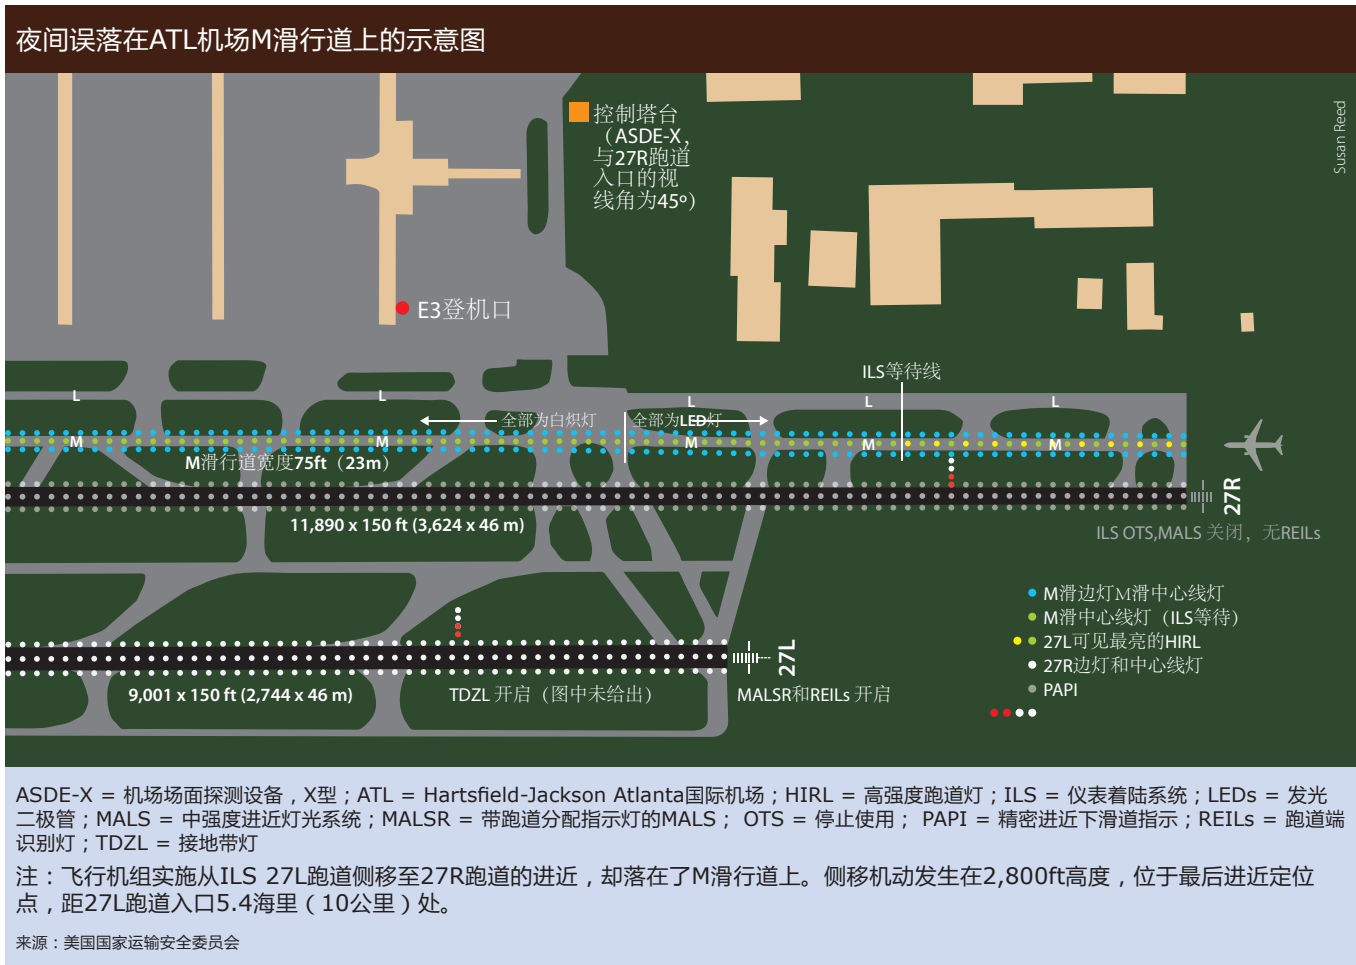 夜间误落在ATL机场M滑行道上的示意图
Susan Reed
控制塔台
（ASDE-X,
与27R跑道
入口的视
线角为45º）
E3登机口
ILS等待线
L
L
L
L
L
全部为白炽灯
全部为LED灯
M
M
M
M
M
M滑行道宽度75ft（23m）
27R
11,890 x 150 ft (3,624 x 46 m)
ILS OTS,MALS 关闭，无REILs
M滑边灯M滑中心线灯
M滑中心线灯（ILS等待）
27L可见最亮的HIRL
27R边灯和中心线灯
PAPI
27L
9,001 x 150 ft (2,744 x 46 m)
TDZL 开启（图中未给出）
MALSR和REILs 开启
ASDE-X = 机场场面探测设备，X型；ATL = Hartsfield-Jackson Atlanta国际机场；HIRL = 高强度跑道灯；ILS = 仪表着陆系统；LEDs = 发光
二极管；MALS = 中强度进近灯光系统；MALSR = 带跑道分配指示灯的MALS； OTS = 停止使用； PAPI = 精密进近下滑道指示；REILs = 跑道端
识别灯；TDZL = 接地带灯
注：飞行机组实施从ILS 27L跑道侧移至27R跑道的进近，却落在了M滑行道上。侧移机动发生在2,800ft高度，位于最后进近定位
点，距27L跑道入口5.4海里（10公里）处。
来源：美国国家运输安全委员会